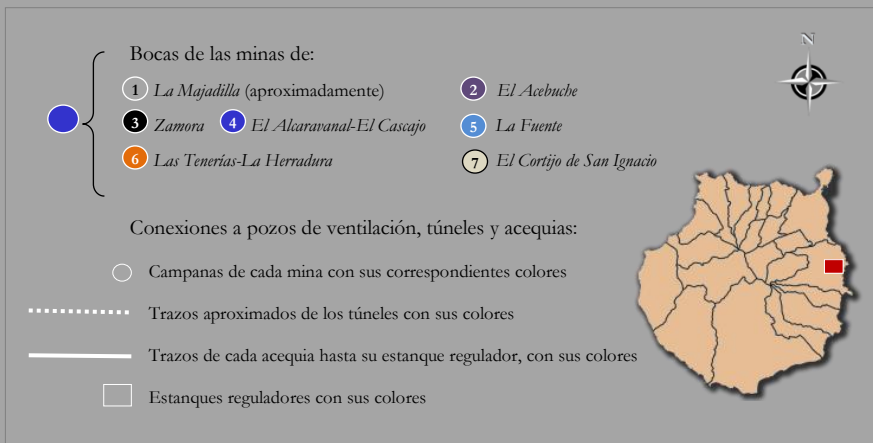 Bocas de las minas de:
N
1 La Majadilla (aproximadamente)
2 El Acebuche
3 Zamora 4 El Alcaravanal-El Cascajo
5 La Fuente
6 Las Tenerías-La Herradura
7 El Cortijo de San Ignacio
Conexiones a pozos de ventilación, túneles y acequias:
Campanas de cada mina con sus correspondientes colores
Trazos aproximados de los túneles con sus colores
Trazos de cada acequia hasta su estanque regulador, con sus colores
Estanques reguladores con sus colores